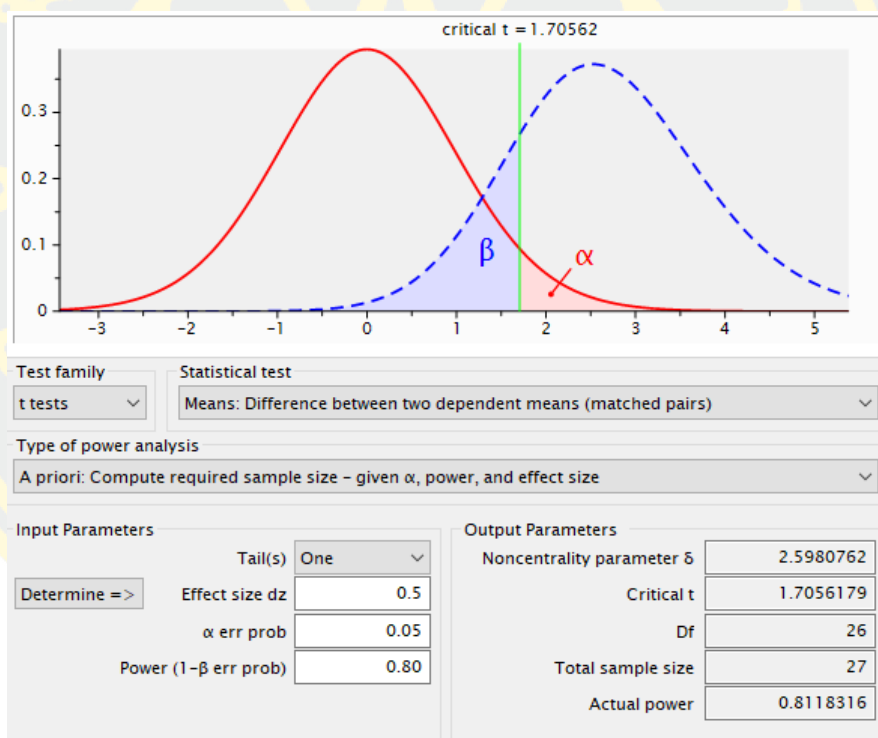 critical t = 1.70562
0.3
0.2
0.1
0
β
α
-3 -2 -1 0 1 2 3 4 5
Test family
t tests
Statistical test
Means: Difference between two dependent means (matched pairs)
Type of power analysis
A priori: Compute required sample size – given α, power, and effect size
Input Parameters
Tail(s) One
Determine => Effect size dz 0.5
α err prob 0.05
Power (1-β err prob) 0.80
Output Parameters
Noncentrality parameter δ 2.5980762
Critical t 1.7056179
Df 26
Total sample size 27
Actual power 0.8118316